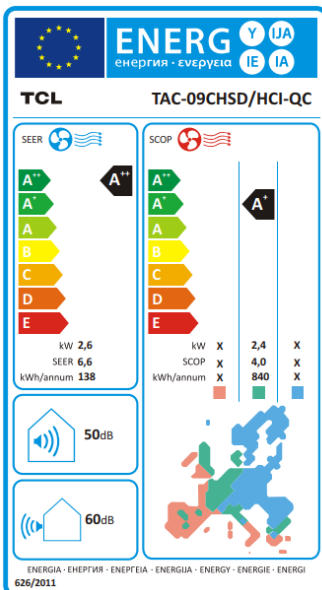 ENERG Y IJA
енергия · ενεργεια IE IA
TCL TAC-09CHSD/HCI-QC
SEER SCOP
A++ A++ A++
A+ A+ A+
A A
B B
C C
D D
E E
kW 2,6 kW X 2,4 X
SEER 6,6 SCOP X 4,0 X
kWh/annum 138 kWh/annum X 840 X
50dB
60dB
ENERGIA · ЕНЕРГИЯ · ΕΝΕΡΓΕΙΑ · ENERGIJA · ENERGY · ENERGIE · ENERGI
626/2011